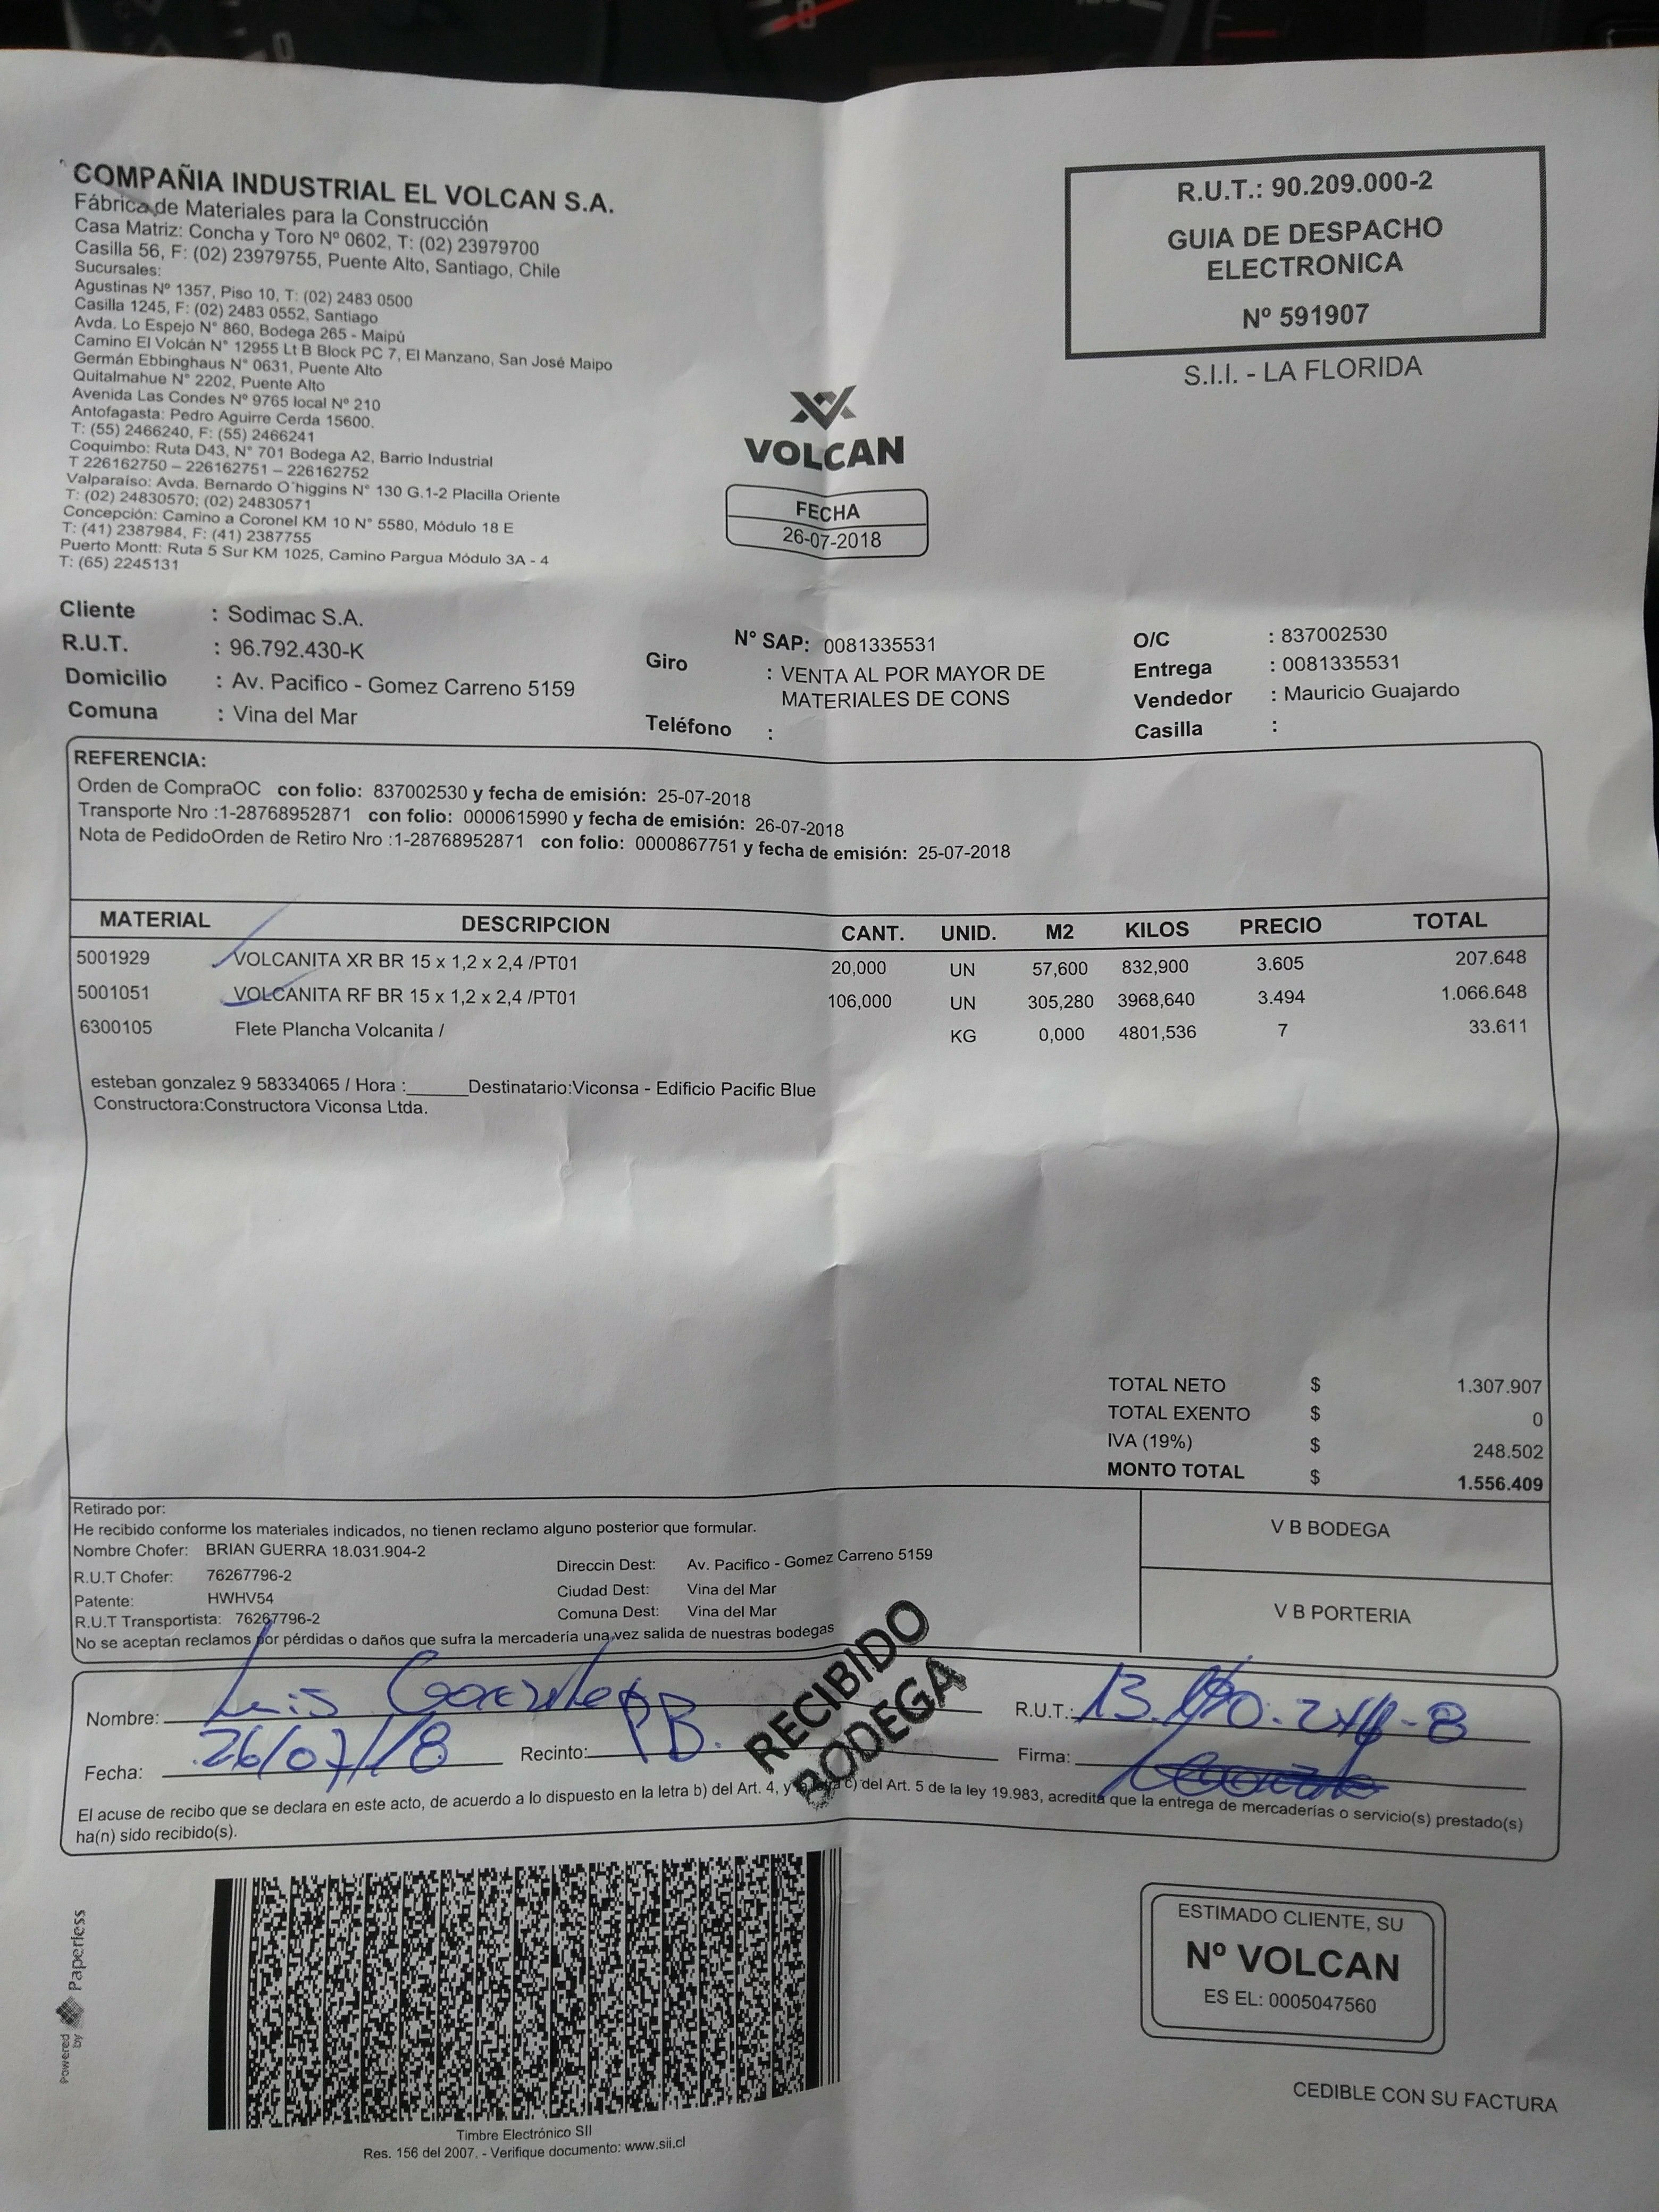 COMPAÑIA INDUSTRIAL EL VOLCAN S.A.
Fábrica de Materiales para la Construcción
Casa Matriz: Concha y Toro Nº 0602, T: (02) 23979700
Casilla 56, F: (02) 23979755, Puente Alto, Santiago, Chile
Sucursales:
Agustinas Nº 1357, Piso 10, T: (02) 2483 0500
Casilla 1245, F: (02) 2483 0552, Santiago
Avda. Lo Espejo N° 860, Bodega 265 - Maipú
Camino El Volcán N° 12955 Lt B Block PC 7, El Manzano, San José Maipo
Germán Ebbinghaus N° 0631, Puente Alto
Quitalmahue N° 2202, Puente Alto
Avenida Las Condes Nº 9765 local Nº 210
Antofagasta: Pedro Aguirre Cerda 15600.
T: (55) 2466240, F: (55) 2466241
Coquimbo: Ruta D43, N° 701 Bodega A2, Barrio Industrial
T 226162750 – 226162751 – 226162752
Valparaíso: Avda. Bernardo O´higgins N° 130 G.1-2 Placilla Oriente
T: (02) 24830570; (02) 24830571
Concepción: Camino a Coronel KM 10 N° 5580, Módulo 18 E
T: (41) 2387984, F: (41) 2387755
Puerto Montt: Ruta 5 Sur KM 1025, Camino Pargua Módulo 3A - 4
T: (65) 2245131
R.U.T.: 90.209.000-2
GUIA DE DESPACHO
ELECTRONICA
Nº 591907
S.I.I. - LA FLORIDA
VOLCAN
FECHA
26-07-2018
Cliente : Sodimac S.A.
R.U.T. : 96.792.430-K
Domicilio : Av. Pacifico - Gomez Carreno 5159
Comuna : Vina del Mar
Nº SAP: 0081335531
Giro : VENTA AL POR MAYOR DE
MATERIALES DE CONS
Teléfono :
O/C : 837002530
Entrega : 0081335531
Vendedor : Mauricio Guajardo
Casilla :
REFERENCIA:
Orden de CompraOC con folio: 837002530 y fecha de emisión: 25-07-2018
Transporte Nro :1-28768952871 con folio: 0000615990 y fecha de emisión: 26-07-2018
Nota de PedidoOrden de Retiro Nro :1-28768952871 con folio: 0000867751 y fecha de emisión: 25-07-2018
MATERIAL DESCRIPCION CANT. UNID. M2 KILOS PRECIO TOTAL
5001929 VOLCANITA XR BR 15 x 1,2 x 2,4 /PT01 20,000 UN 57,600 832,900 3.605 207.648
5001051 VOLCANITA RF BR 15 x 1,2 x 2,4 /PT01 106,000 UN 305,280 3968,640 3.494 1.066.648
6300105 Flete Plancha Volcanita / KG 0,000 4801,536 7 33.611
esteban gonzalez 9 58334065 / Hora :______Destinatario:Viconsa - Edificio Pacific Blue
Constructora:Constructora Viconsa Ltda.
TOTAL NETO $ 1.307.907
TOTAL EXENTO $ 0
IVA (19%) $ 248.502
MONTO TOTAL $ 1.556.409
Retirado por:
He recibido conforme los materiales indicados, no tienen reclamo alguno posterior que formular.
Nombre Chofer: BRIAN GUERRA 18.031.904-2
R.U.T Chofer: 76267796-2
Patente: HWHV54
R.U.T Transportista: 76267796-2
Direccin Dest: Av. Pacifico - Gomez Carreno 5159
Ciudad Dest: Vina del Mar
Comuna Dest: Vina del Mar
No se aceptan reclamos por pérdidas o daños que sufra la mercadería una vez salida de nuestras bodegas
V B BODEGA
V B PORTERIA
RECIBIDO
BODEGA
Nombre: Luis Gonzalez
R.U.T.:
Fecha: 26/07/18 Recinto: P.B. Firma:
El acuse de recibo que se declara en este acto, de acuerdo a lo dispuesto en la letra b) del Art. 4, y la letra c) del Art. 5 de la ley 19.983, acredita que la entrega de mercaderías o servicio(s) prestado(s)
ha(n) sido recibido(s).
Powered by Paperless
Timbre Electrónico SII
Res. 156 del 2007. - Verifique documento: www.sii.cl
ESTIMADO CLIENTE, SU
Nº VOLCAN
ES EL: 0005047560
CEDIBLE CON SU FACTURA